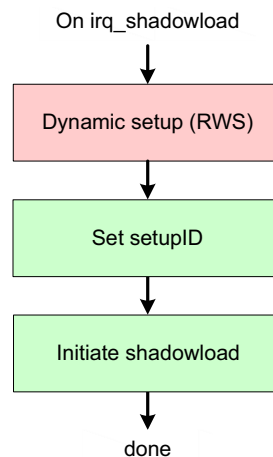 On irq_shadowload
Dynamic setup (RWS)
Set setupID
Initiate shadowload
done